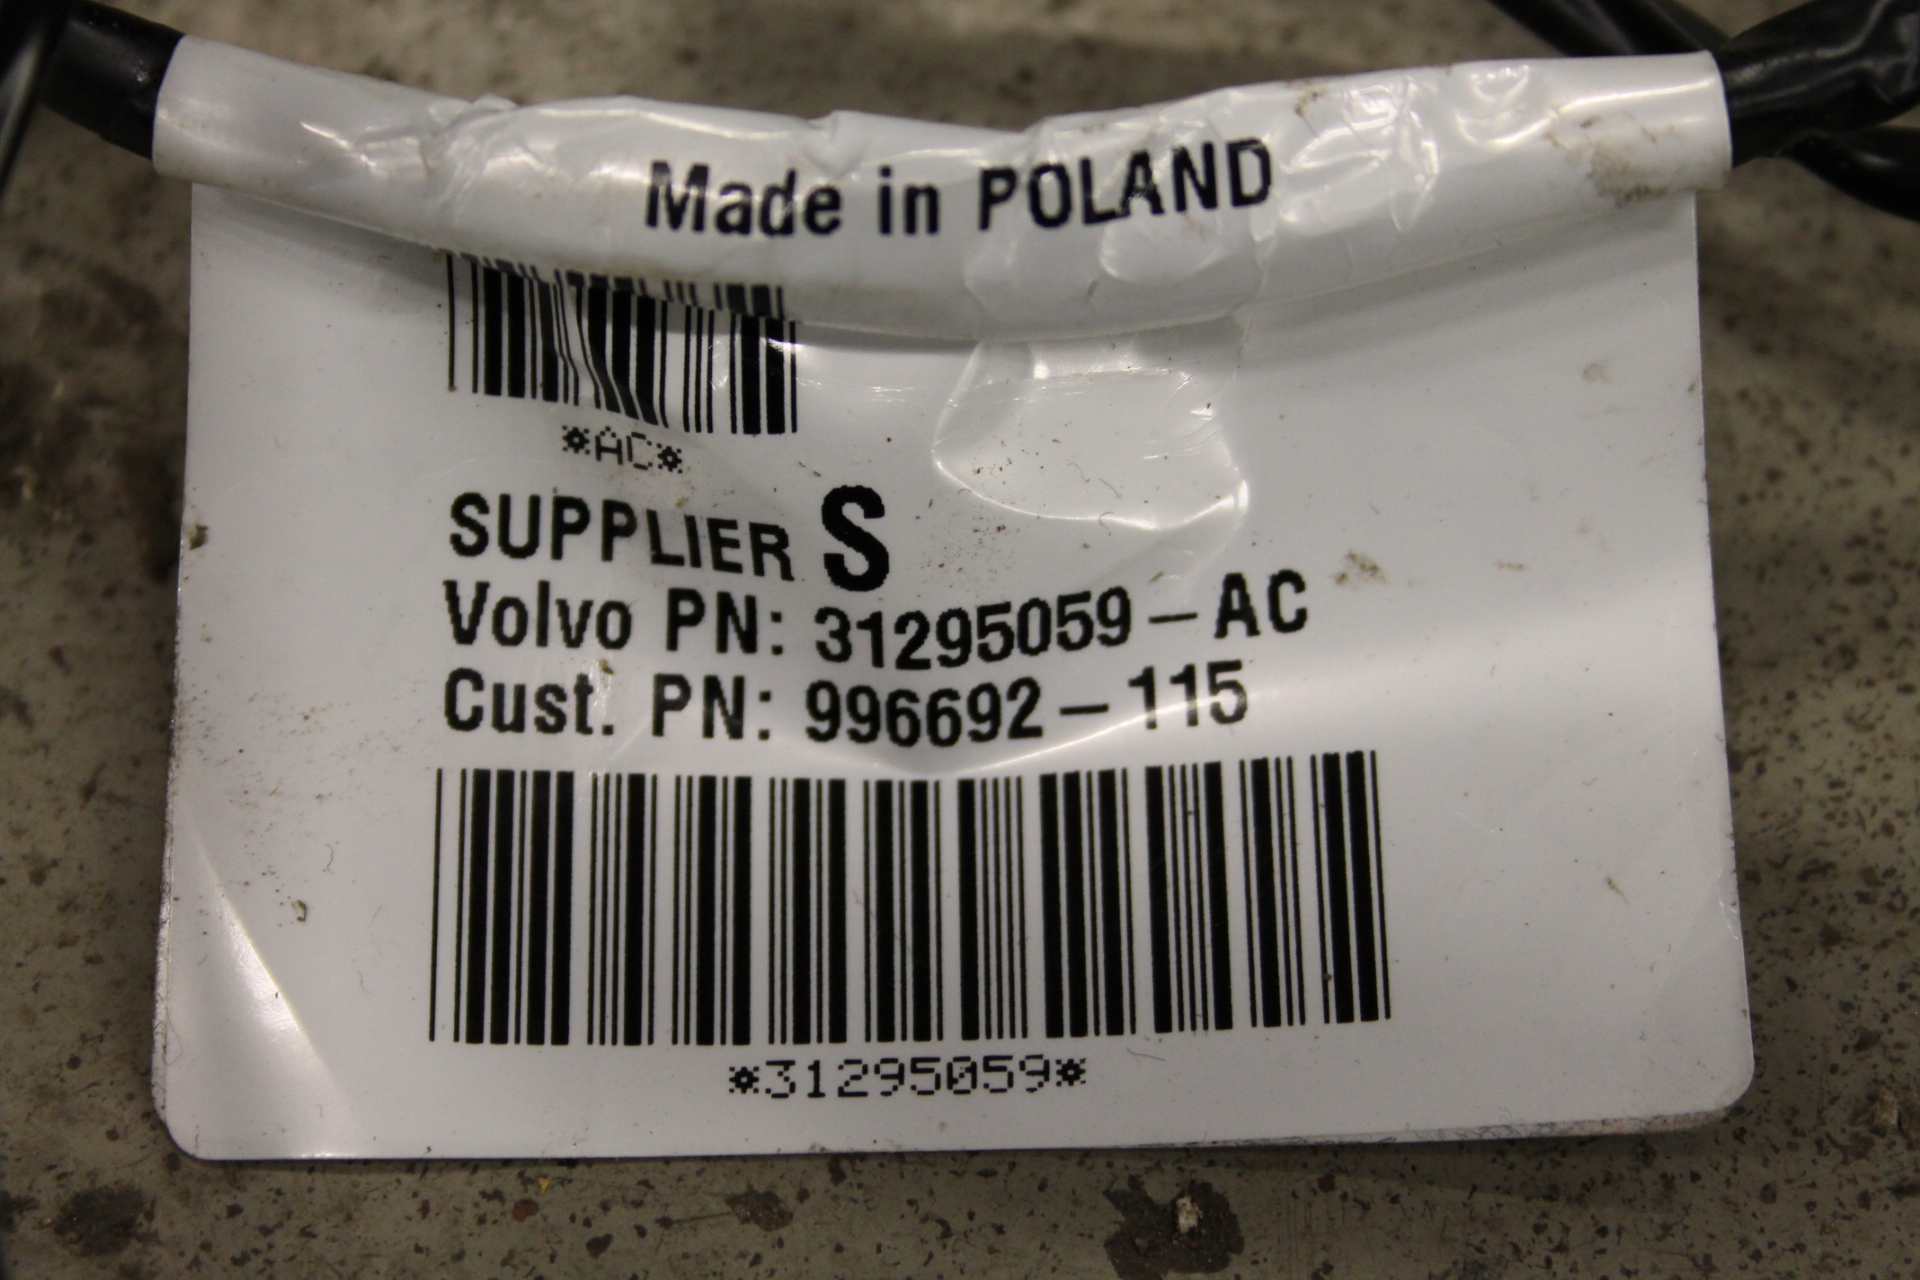 Made in POLAND
*AC*
SUPPLIER S
Volvo PN: 31295059-AC
Cust. PN: 996692-115
*31295059*